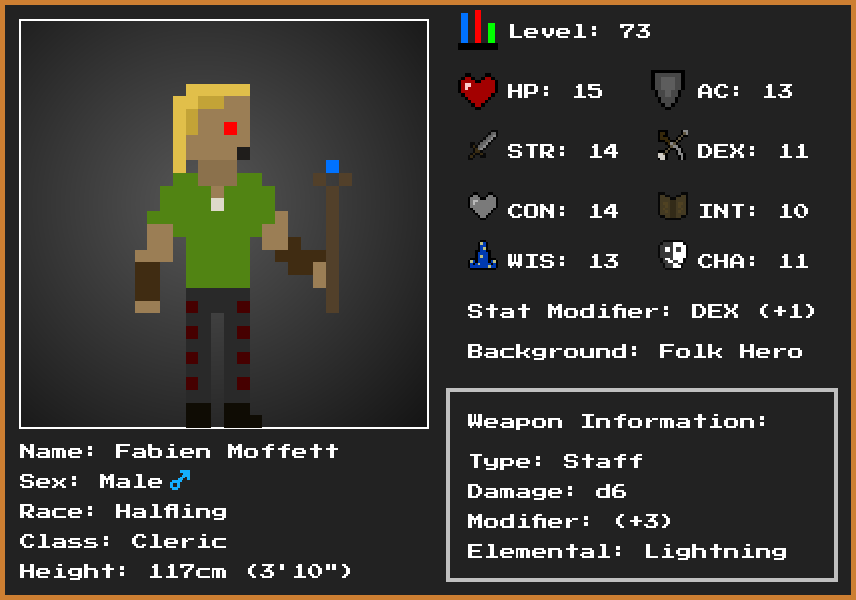 Level: 73
HP: 15 AC: 13
STR: 14 DEX: 11
CON: 14 INT: 10
WIS: 13 CHA: 11
Stat Modifier: DEX (+1)
Background: Folk Hero
Weapon Information:
Type: Staff
Damage: d6
Modifier: (+3)
Elemental: Lightning
Name: Fabien Moffett
Sex: Male ♂
Race: Halfling
Class: Cleric
Height: 117cm (3'10")